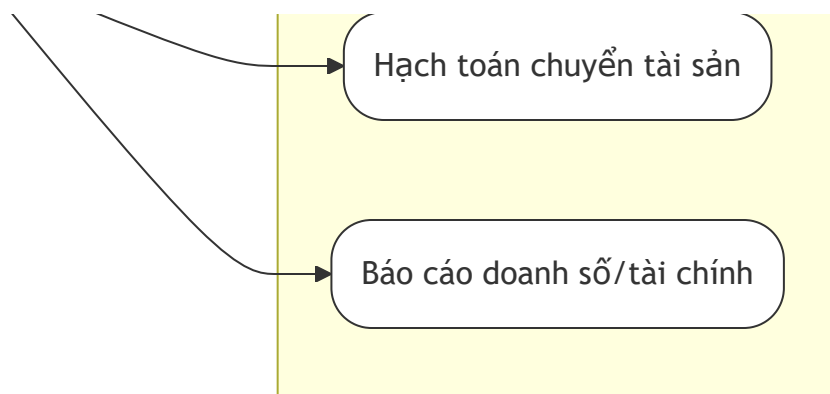 Hạch toán chuyển tài sản
Báo cáo doanh số/tài chính